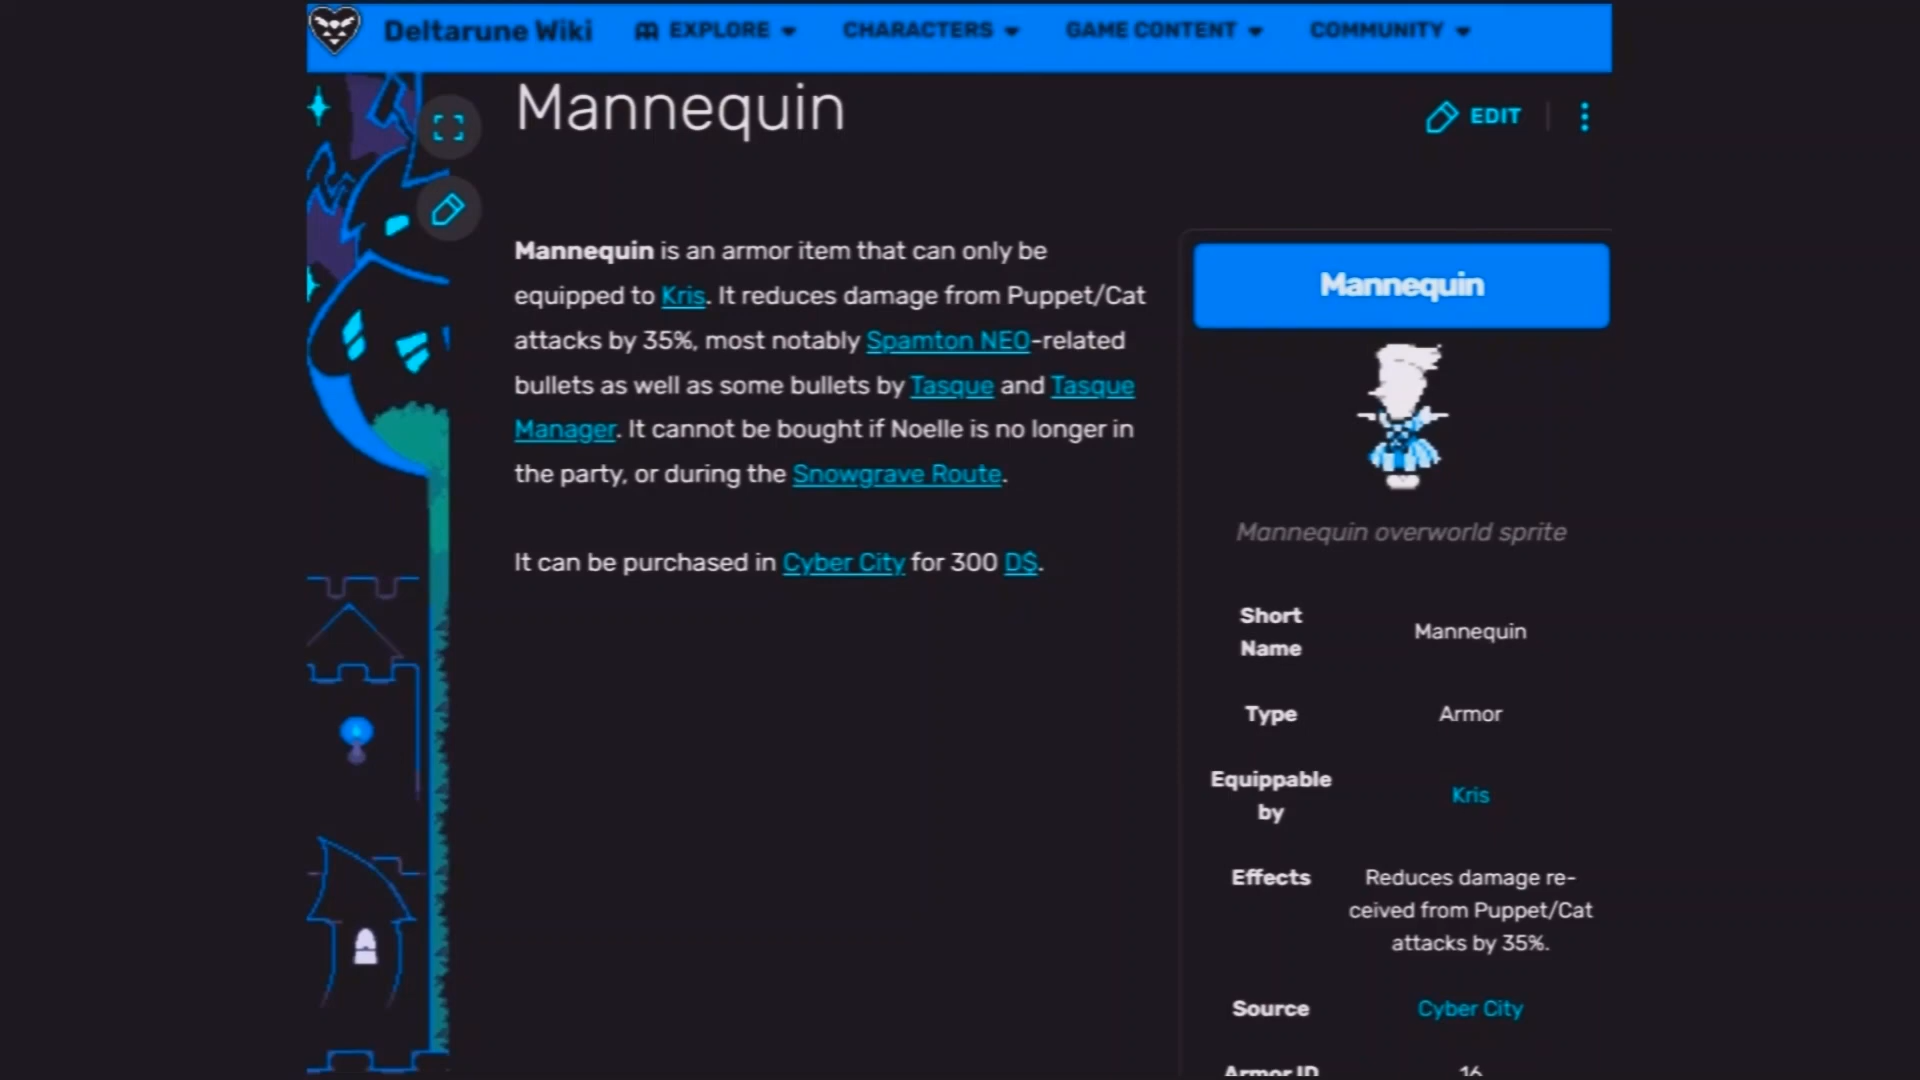 Deltarune Wiki EXPLORE CHARACTERS GAME CONTENT COMMUNITY
Mannequin
EDIT
Mannequin is an armor item that can only be
equipped to Kris. It reduces damage from Puppet/Cat
attacks by 35%, most notably Spamton NEO-related
bullets as well as some bullets by Tasque and Tasque
Manager. It cannot be bought if Noelle is no longer in
the party, or during the Snowgrave Route.
It can be purchased in Cyber City for 300 D$.
Mannequin
Mannequin overworld sprite
Short
Name
Mannequin
Type
Armor
Equippable
by
Kris
Effects
Reduces damage re-
ceived from Puppet/Cat
attacks by 35%.
Source
Cyber City
Armor ID
16